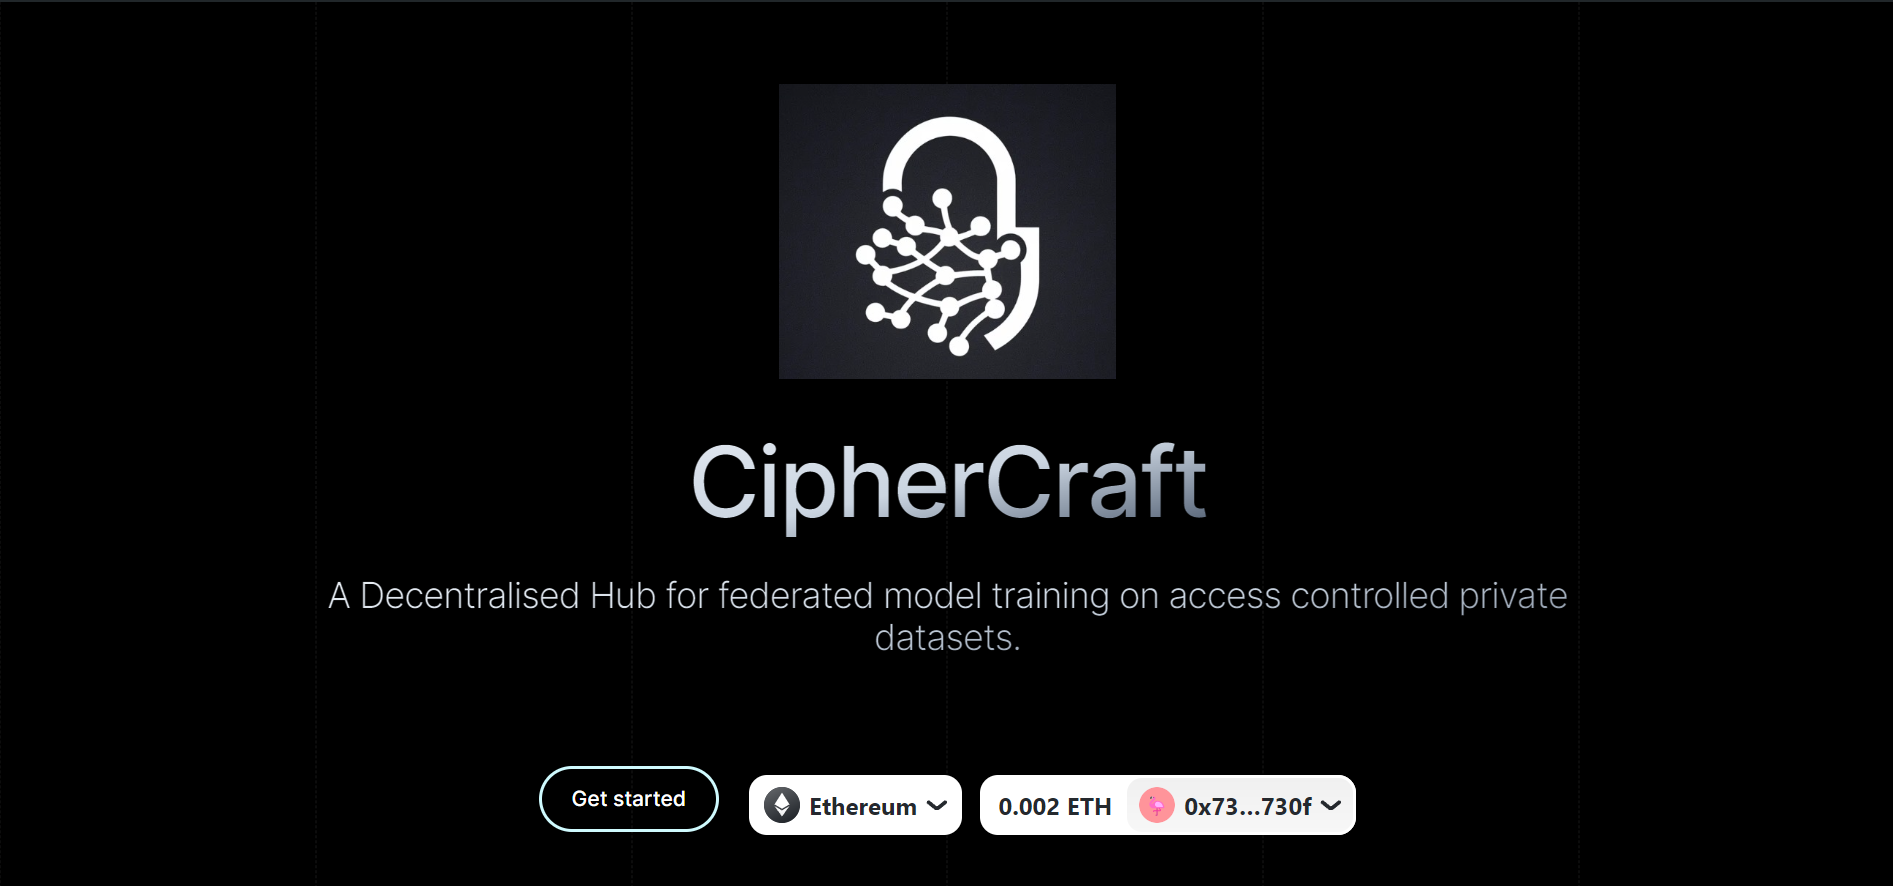 CipherCraft
A Decentralised Hub for federated model training on access controlled private
datasets.
Get started
Ethereum
0.002 ETH
0x73...730f